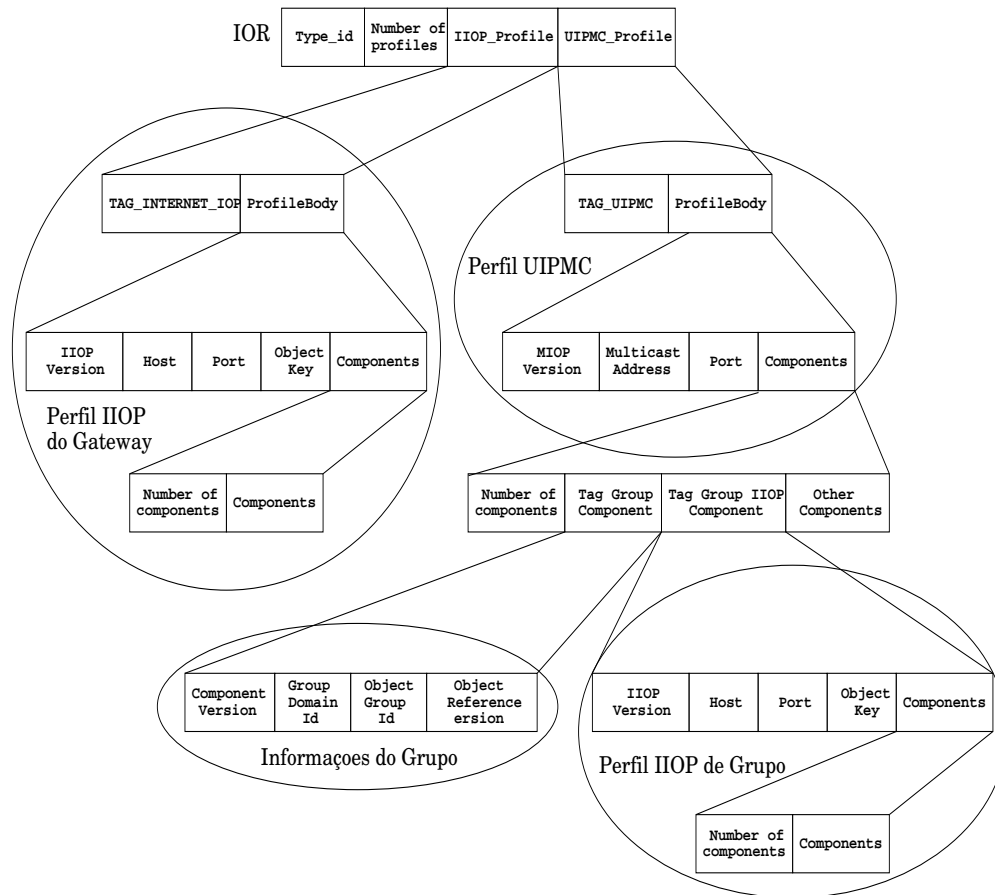 IOR
Type_id
Number of
profiles
IIOP_Profile
UIPMC_Profile
TAG_INTERNET_IOP
ProfileBody
TAG_UIPMC
ProfileBody
Perfil UIPMC
IIOP
Version
Host
Port
Object
Key
Components
MIOP
Version
Multicast
Address
Port
Components
Perfil IIOP
do Gateway
Number of
components
Components
Number of
components
Tag Group
Component
Tag Group IIOP
Component
Other
Components
Component
Version
Group
Domain
Id
Object
Group
Id
Object
Reference
ersion
Informaçoes do Grupo
IIOP
Version
Host
Port
Object
Key
Components
Perfil IIOP de Grupo
Number of
components
Components